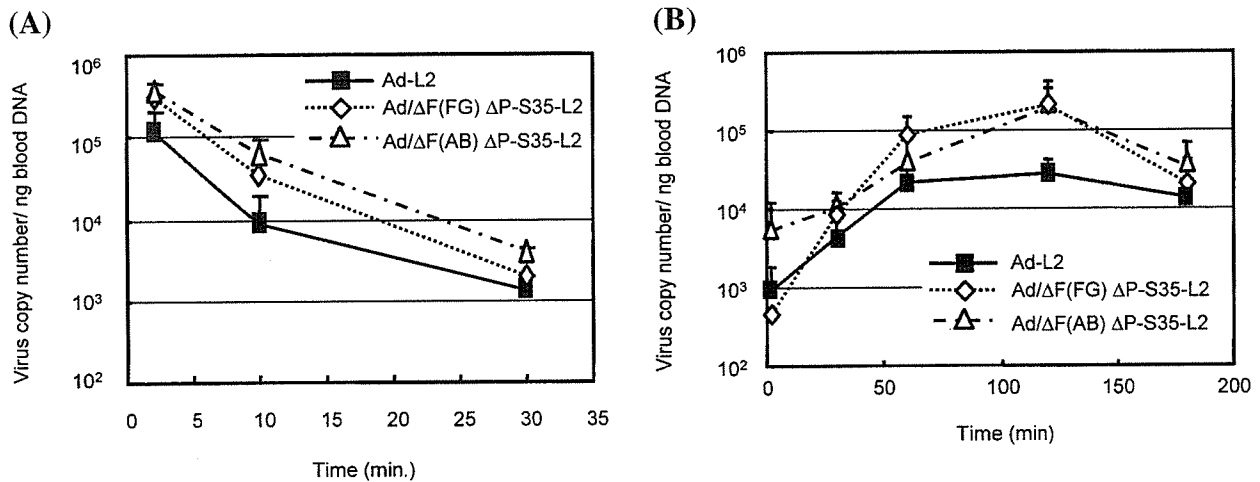 (A)
Virus copy number/ ng blood DNA
10⁶
10⁵
10⁴
10³
10²
Ad-L2
Ad/ΔF(FG) ΔP-S35-L2
Ad/ΔF(AB) ΔP-S35-L2
0 5 10 15 20 25 30 35
Time (min.)
(B)
Virus copy number/ ng blood DNA
10⁶
10⁵
10⁴
10³
10²
Ad-L2
Ad/ΔF(FG) ΔP-S35-L2
Ad/ΔF(AB) ΔP-S35-L2
0 50 100 150 200
Time (min)